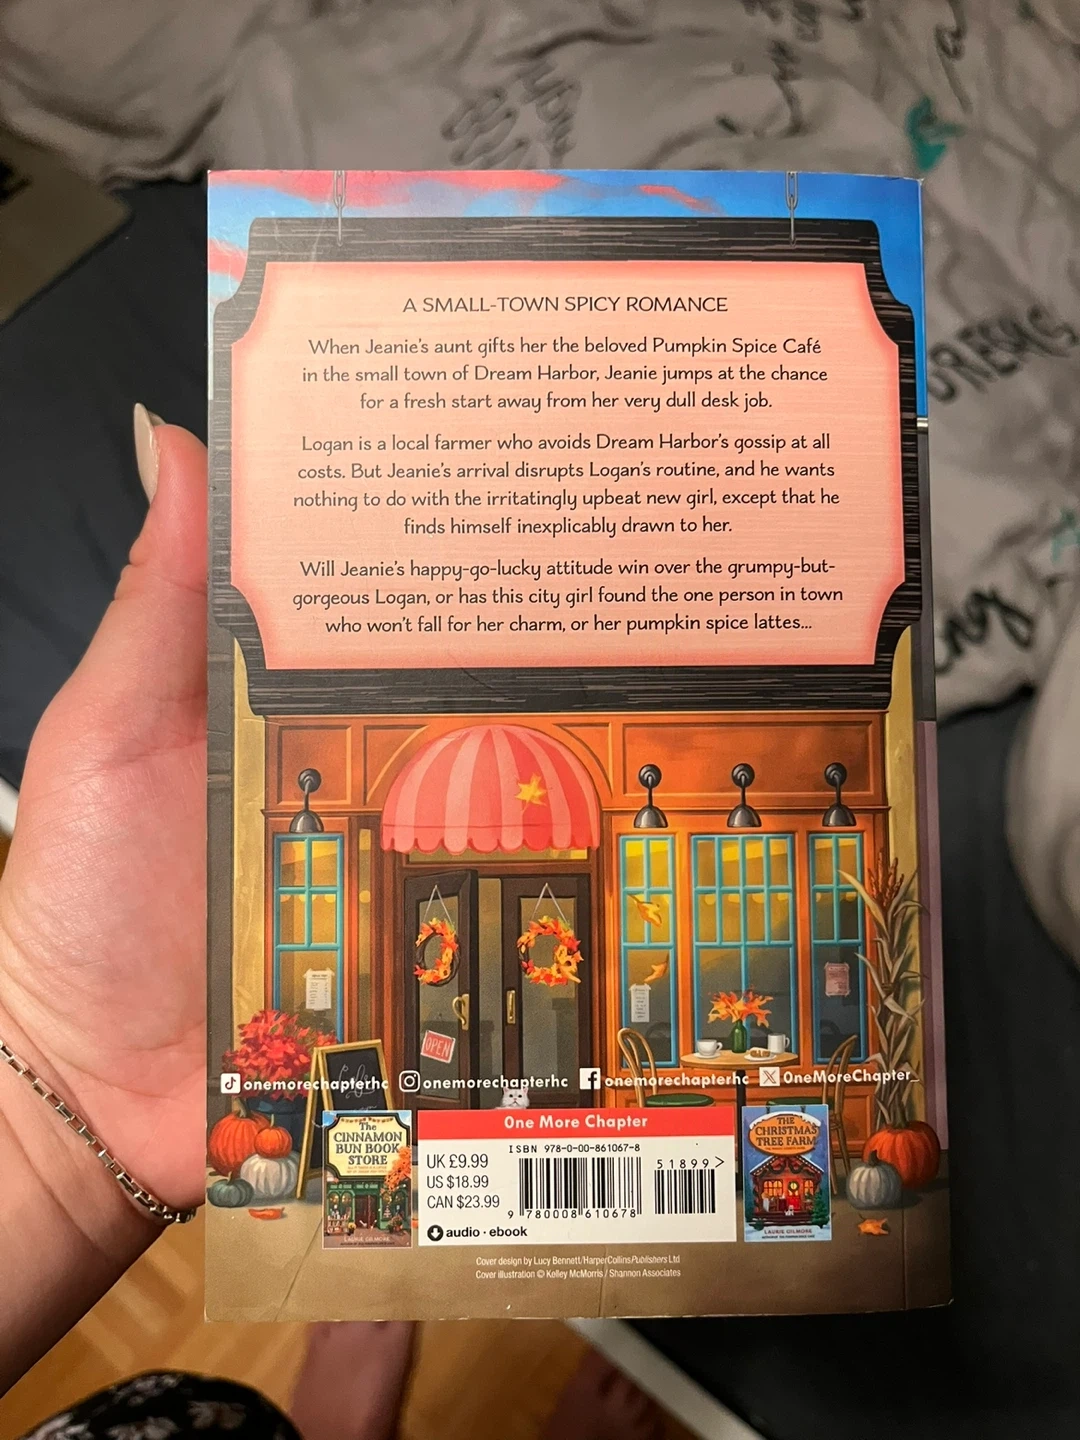 A SMALL-TOWN SPICY ROMANCE
When Jeanie's aunt gifts her the beloved Pumpkin Spice Café
in the small town of Dream Harbor, Jeanie jumps at the chance
for a fresh start away from her very dull desk job.
Logan is a local farmer who avoids Dream Harbor's gossip at all
costs. But Jeanie's arrival disrupts Logan's routine, and he wants
nothing to do with the irritatingly upbeat new girl, except that he
finds himself inexplicably drawn to her.
Will Jeanie's happy-go-lucky attitude win over the grumpy-but-
gorgeous Logan, or has this city girl found the one person in town
who won't fall for her charm, or her pumpkin spice lattes...
OPEN
onemorechapterhc onemorechapterhc onemorechapterhc OneMoreChapter_
The
CINNAMON
BUN BOOK
STORE
LAURIE GILMORE
One More Chapter
ISBN 978-0-00-861067-8
UK £9.99
US $18.99
CAN $23.99
51899>
9 780008 610678
audio · ebook
THE
CHRISTMAS
TREE FARM
LAURIE GILMORE
Cover design by Lucy Bennett/HarperCollinsPublishers Ltd
Cover illustration © Kelley McMorris / Shannon Associates